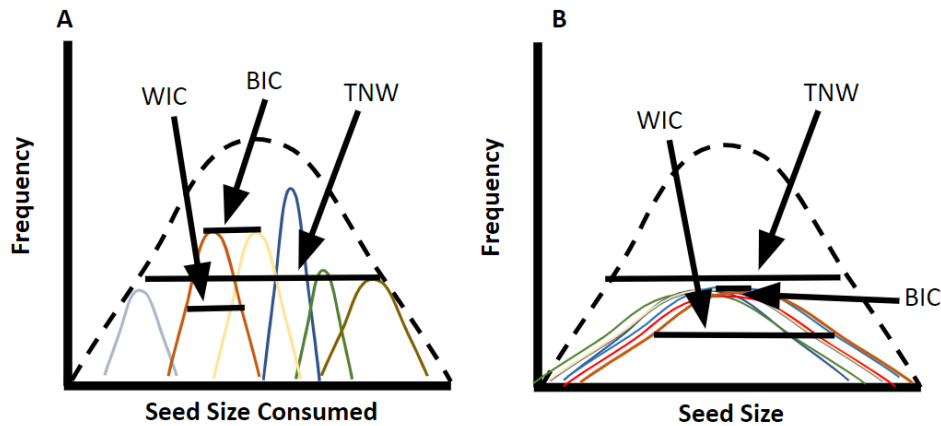 A
WIC
BIC
TNW
Frequency
Seed Size Consumed
B
WIC
TNW
BIC
Frequency
Seed Size